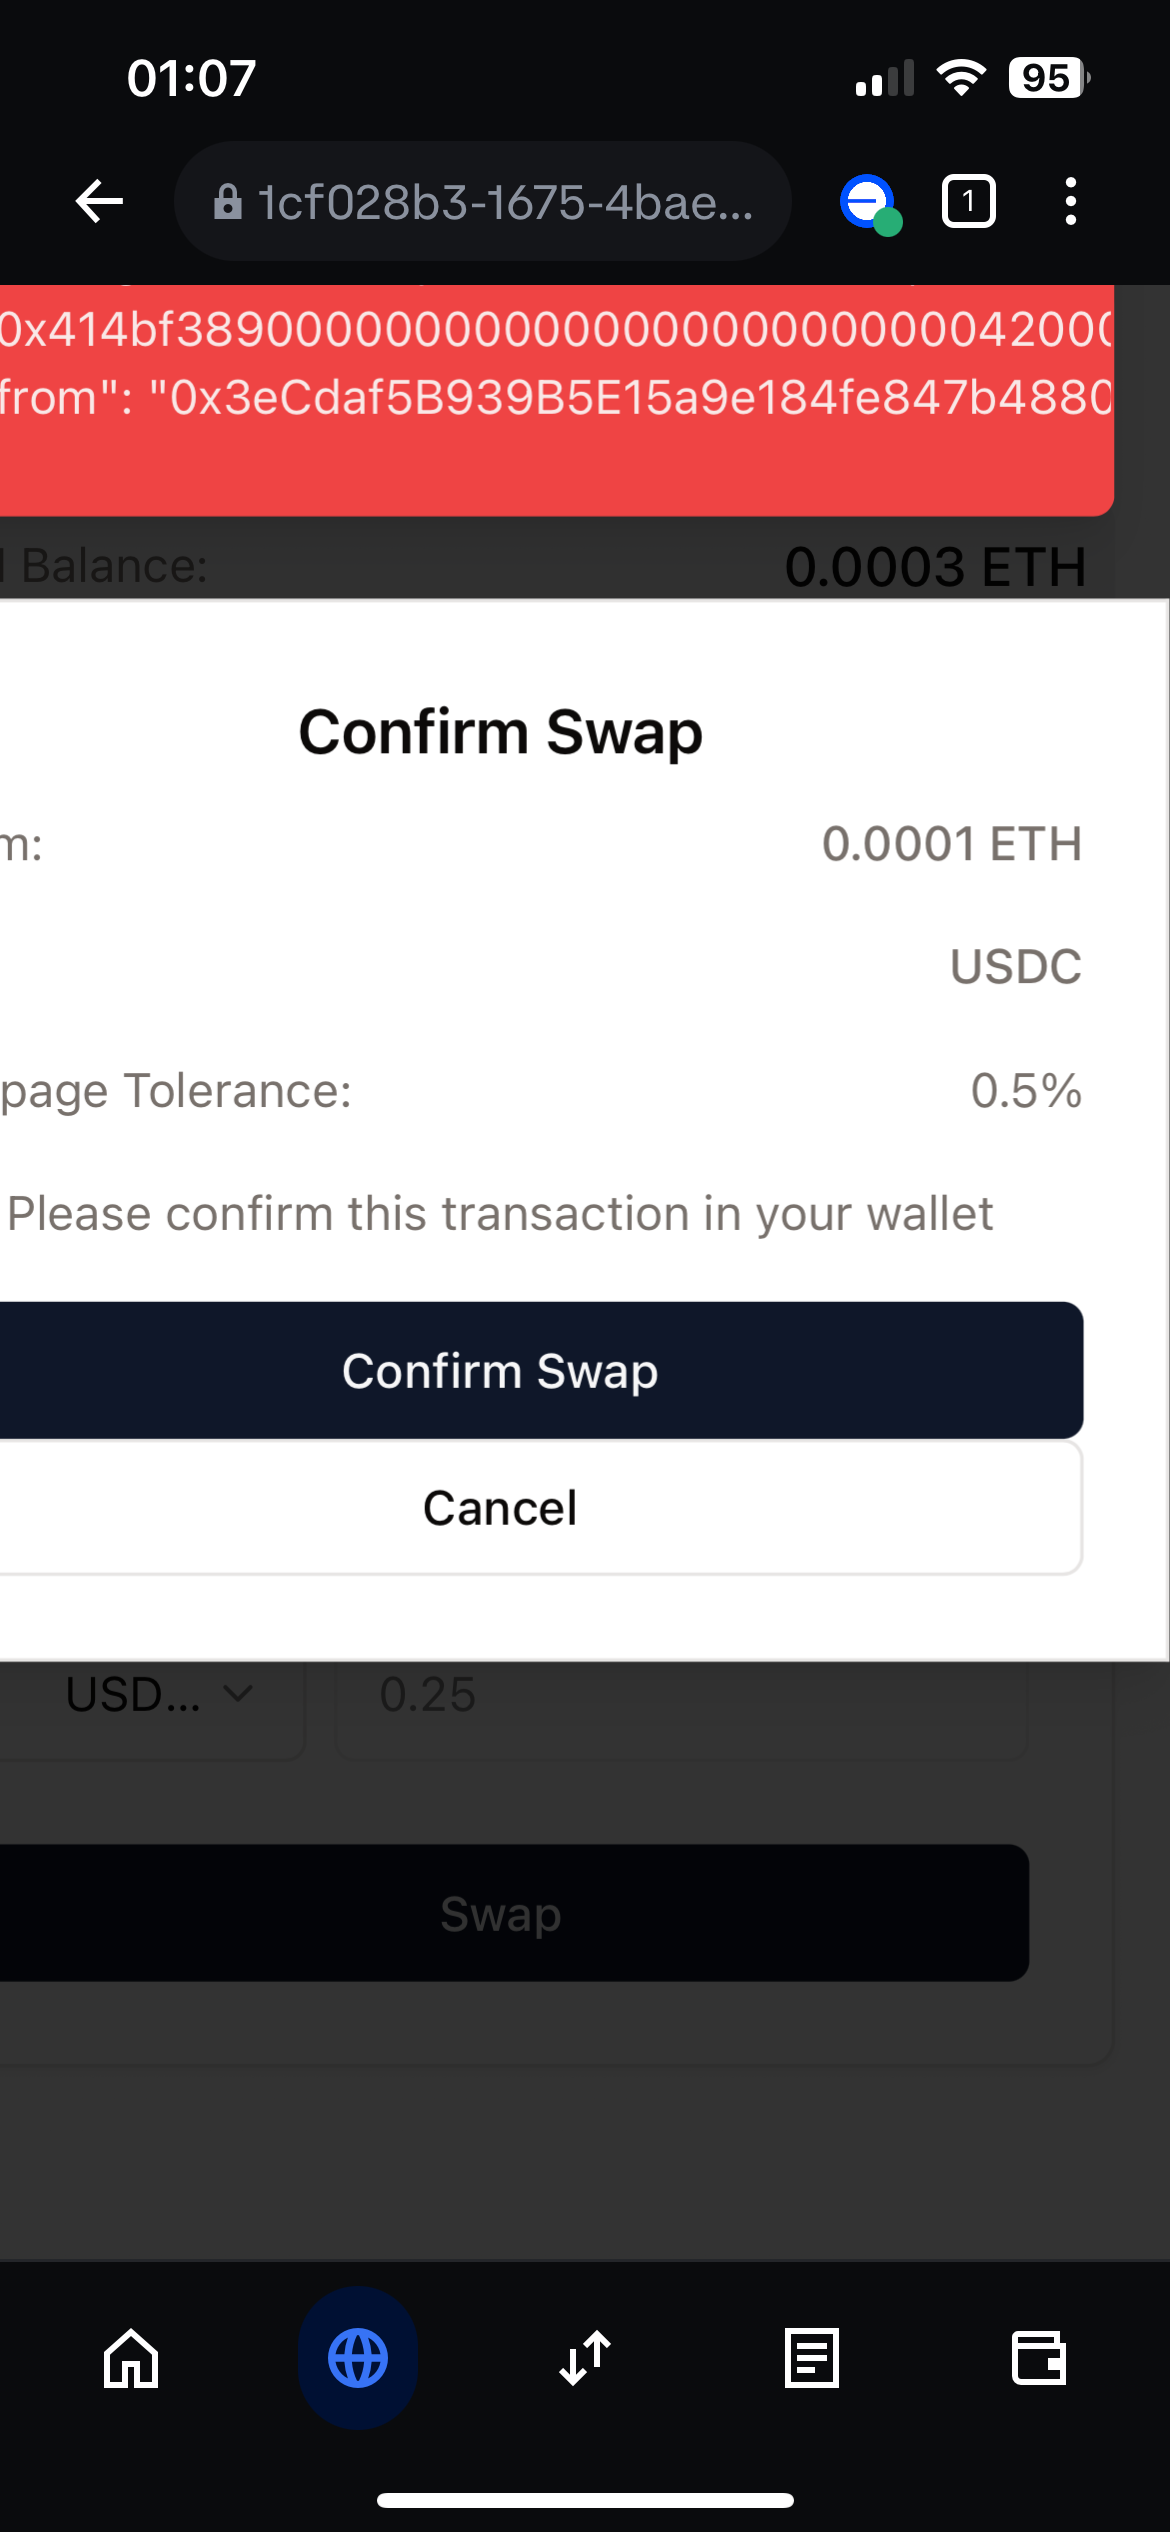 01:07
95
1cf028b3-1675-4bae...
1
0x414bf38900000000000000000000000042000
from": "0x3eCdaf5B939B5E15a9e184fe847b4880
Balance:
0.0003 ETH
Confirm Swap
m:
0.0001 ETH
USDC
page Tolerance:
0.5%
Please confirm this transaction in your wallet
Confirm Swap
Cancel
USD...
0.25
Swap